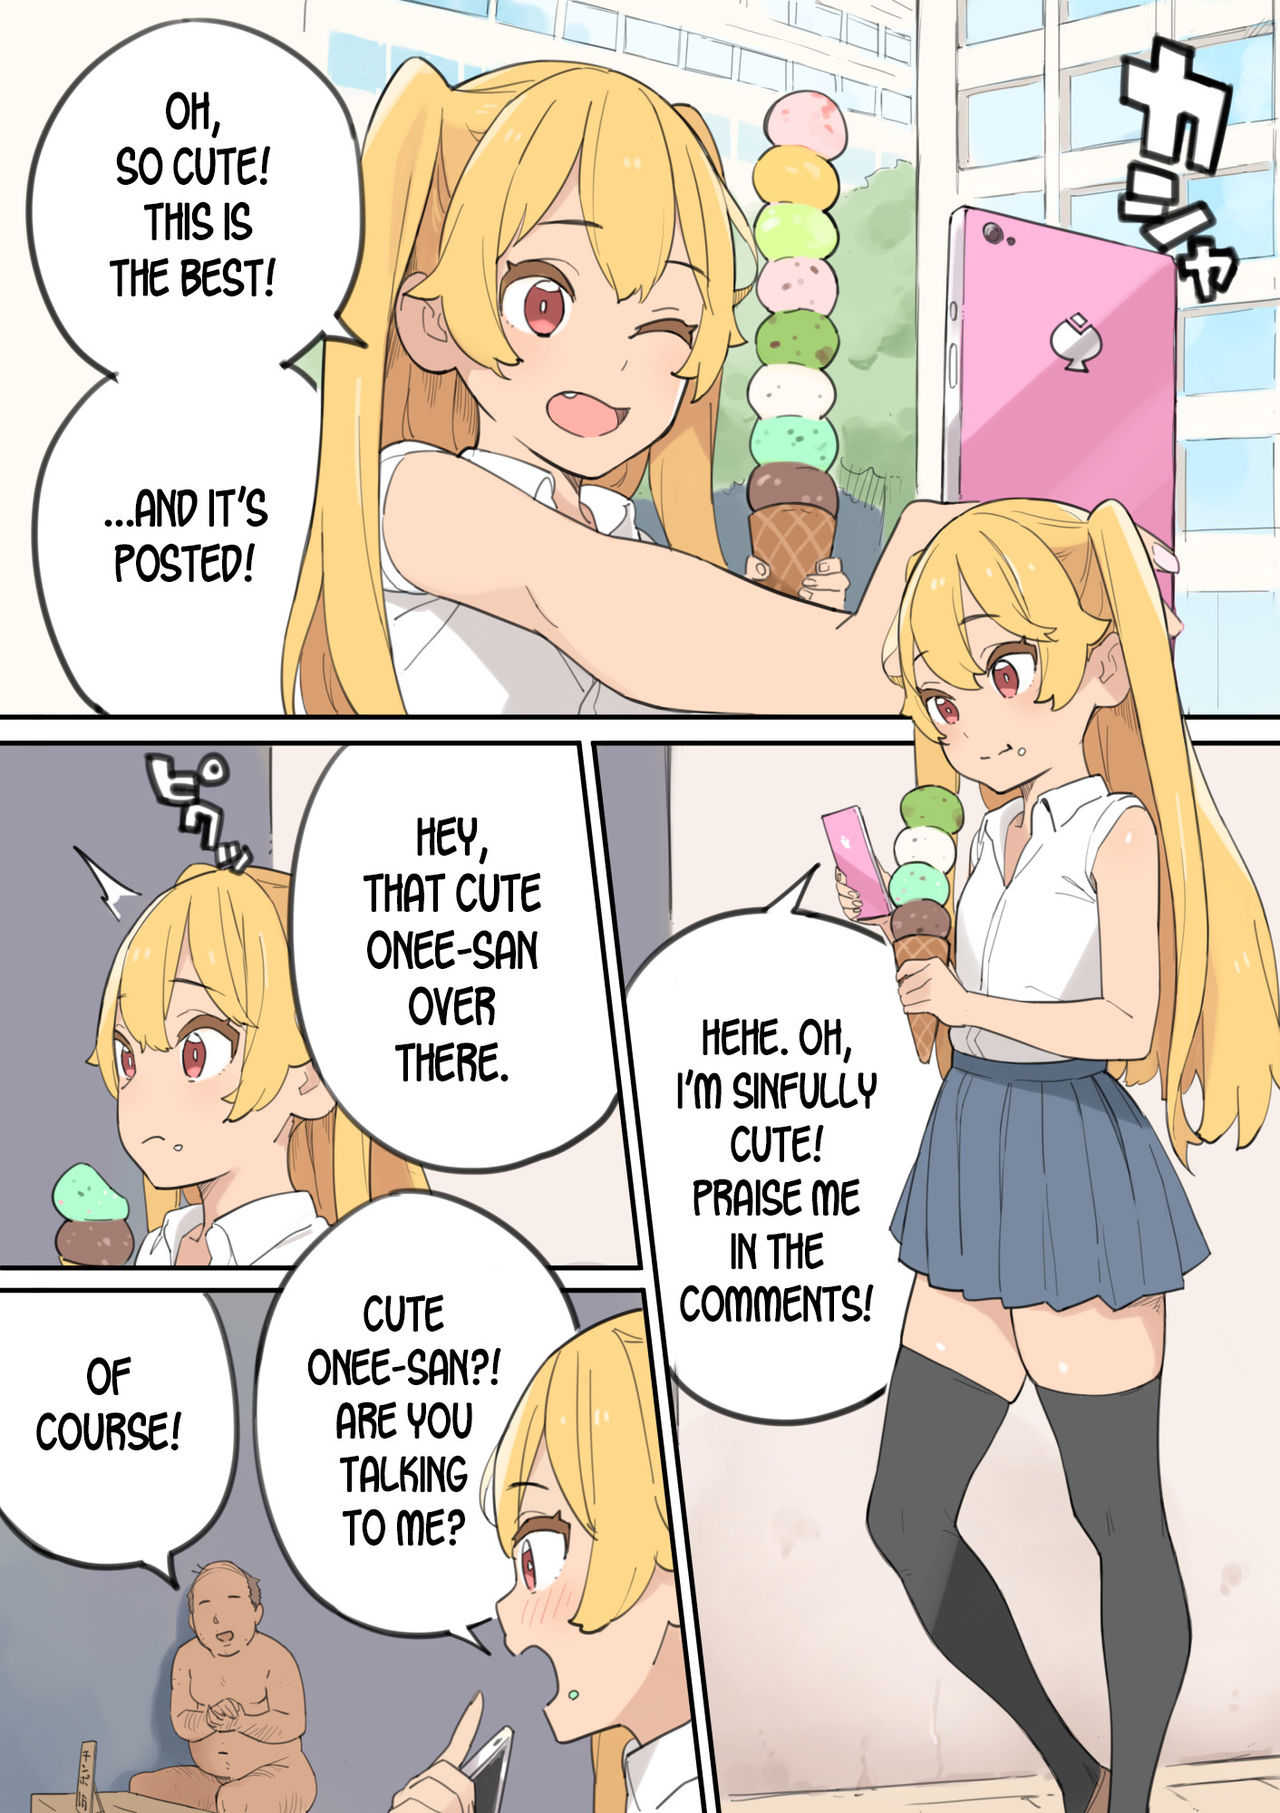 カシャ
OH,
SO CUTE!
THIS IS
THE BEST!
...AND IT'S
POSTED!
HEHE. OH,
I'M SINFULLY
CUTE!
PRAISE ME
IN THE
COMMENTS!
ピクッ
HEY,
THAT CUTE
ONEE-SAN
OVER
THERE.
CUTE
ONEE-SAN?!
ARE YOU
TALKING
TO ME?
OF
COURSE!